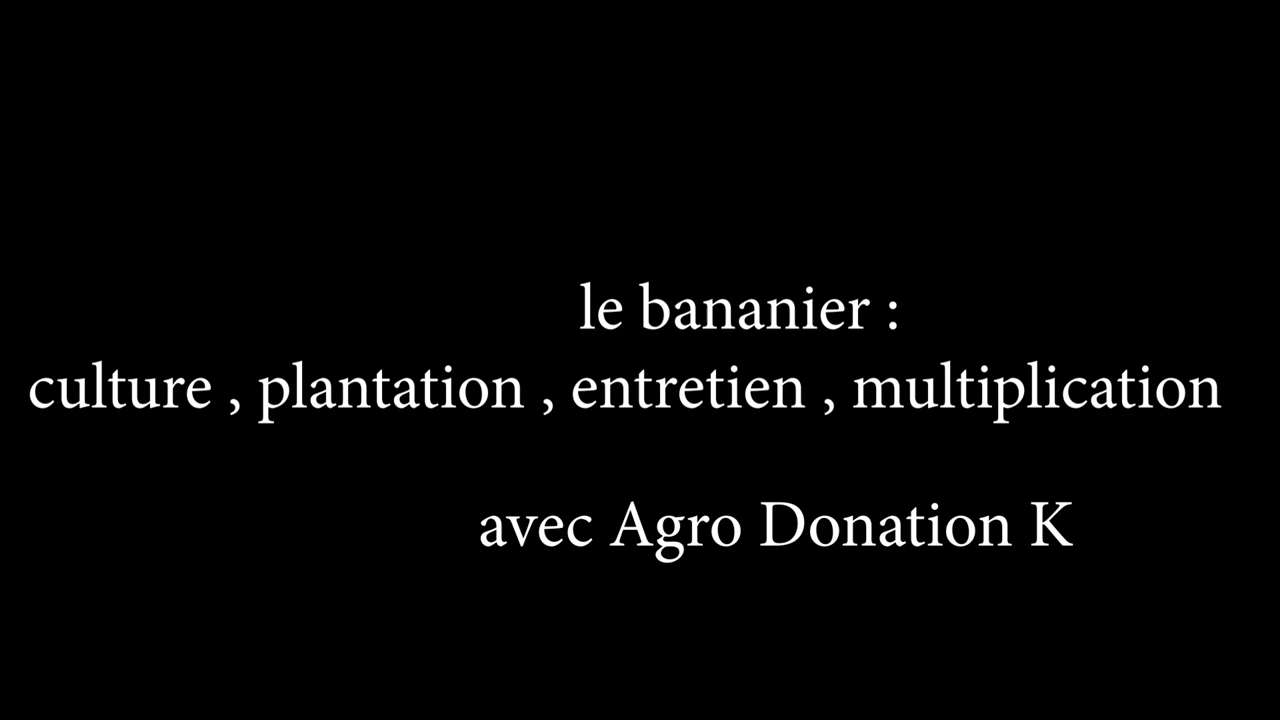 le bananier :
culture , plantation , entretien , multiplication
avec Agro Donation K